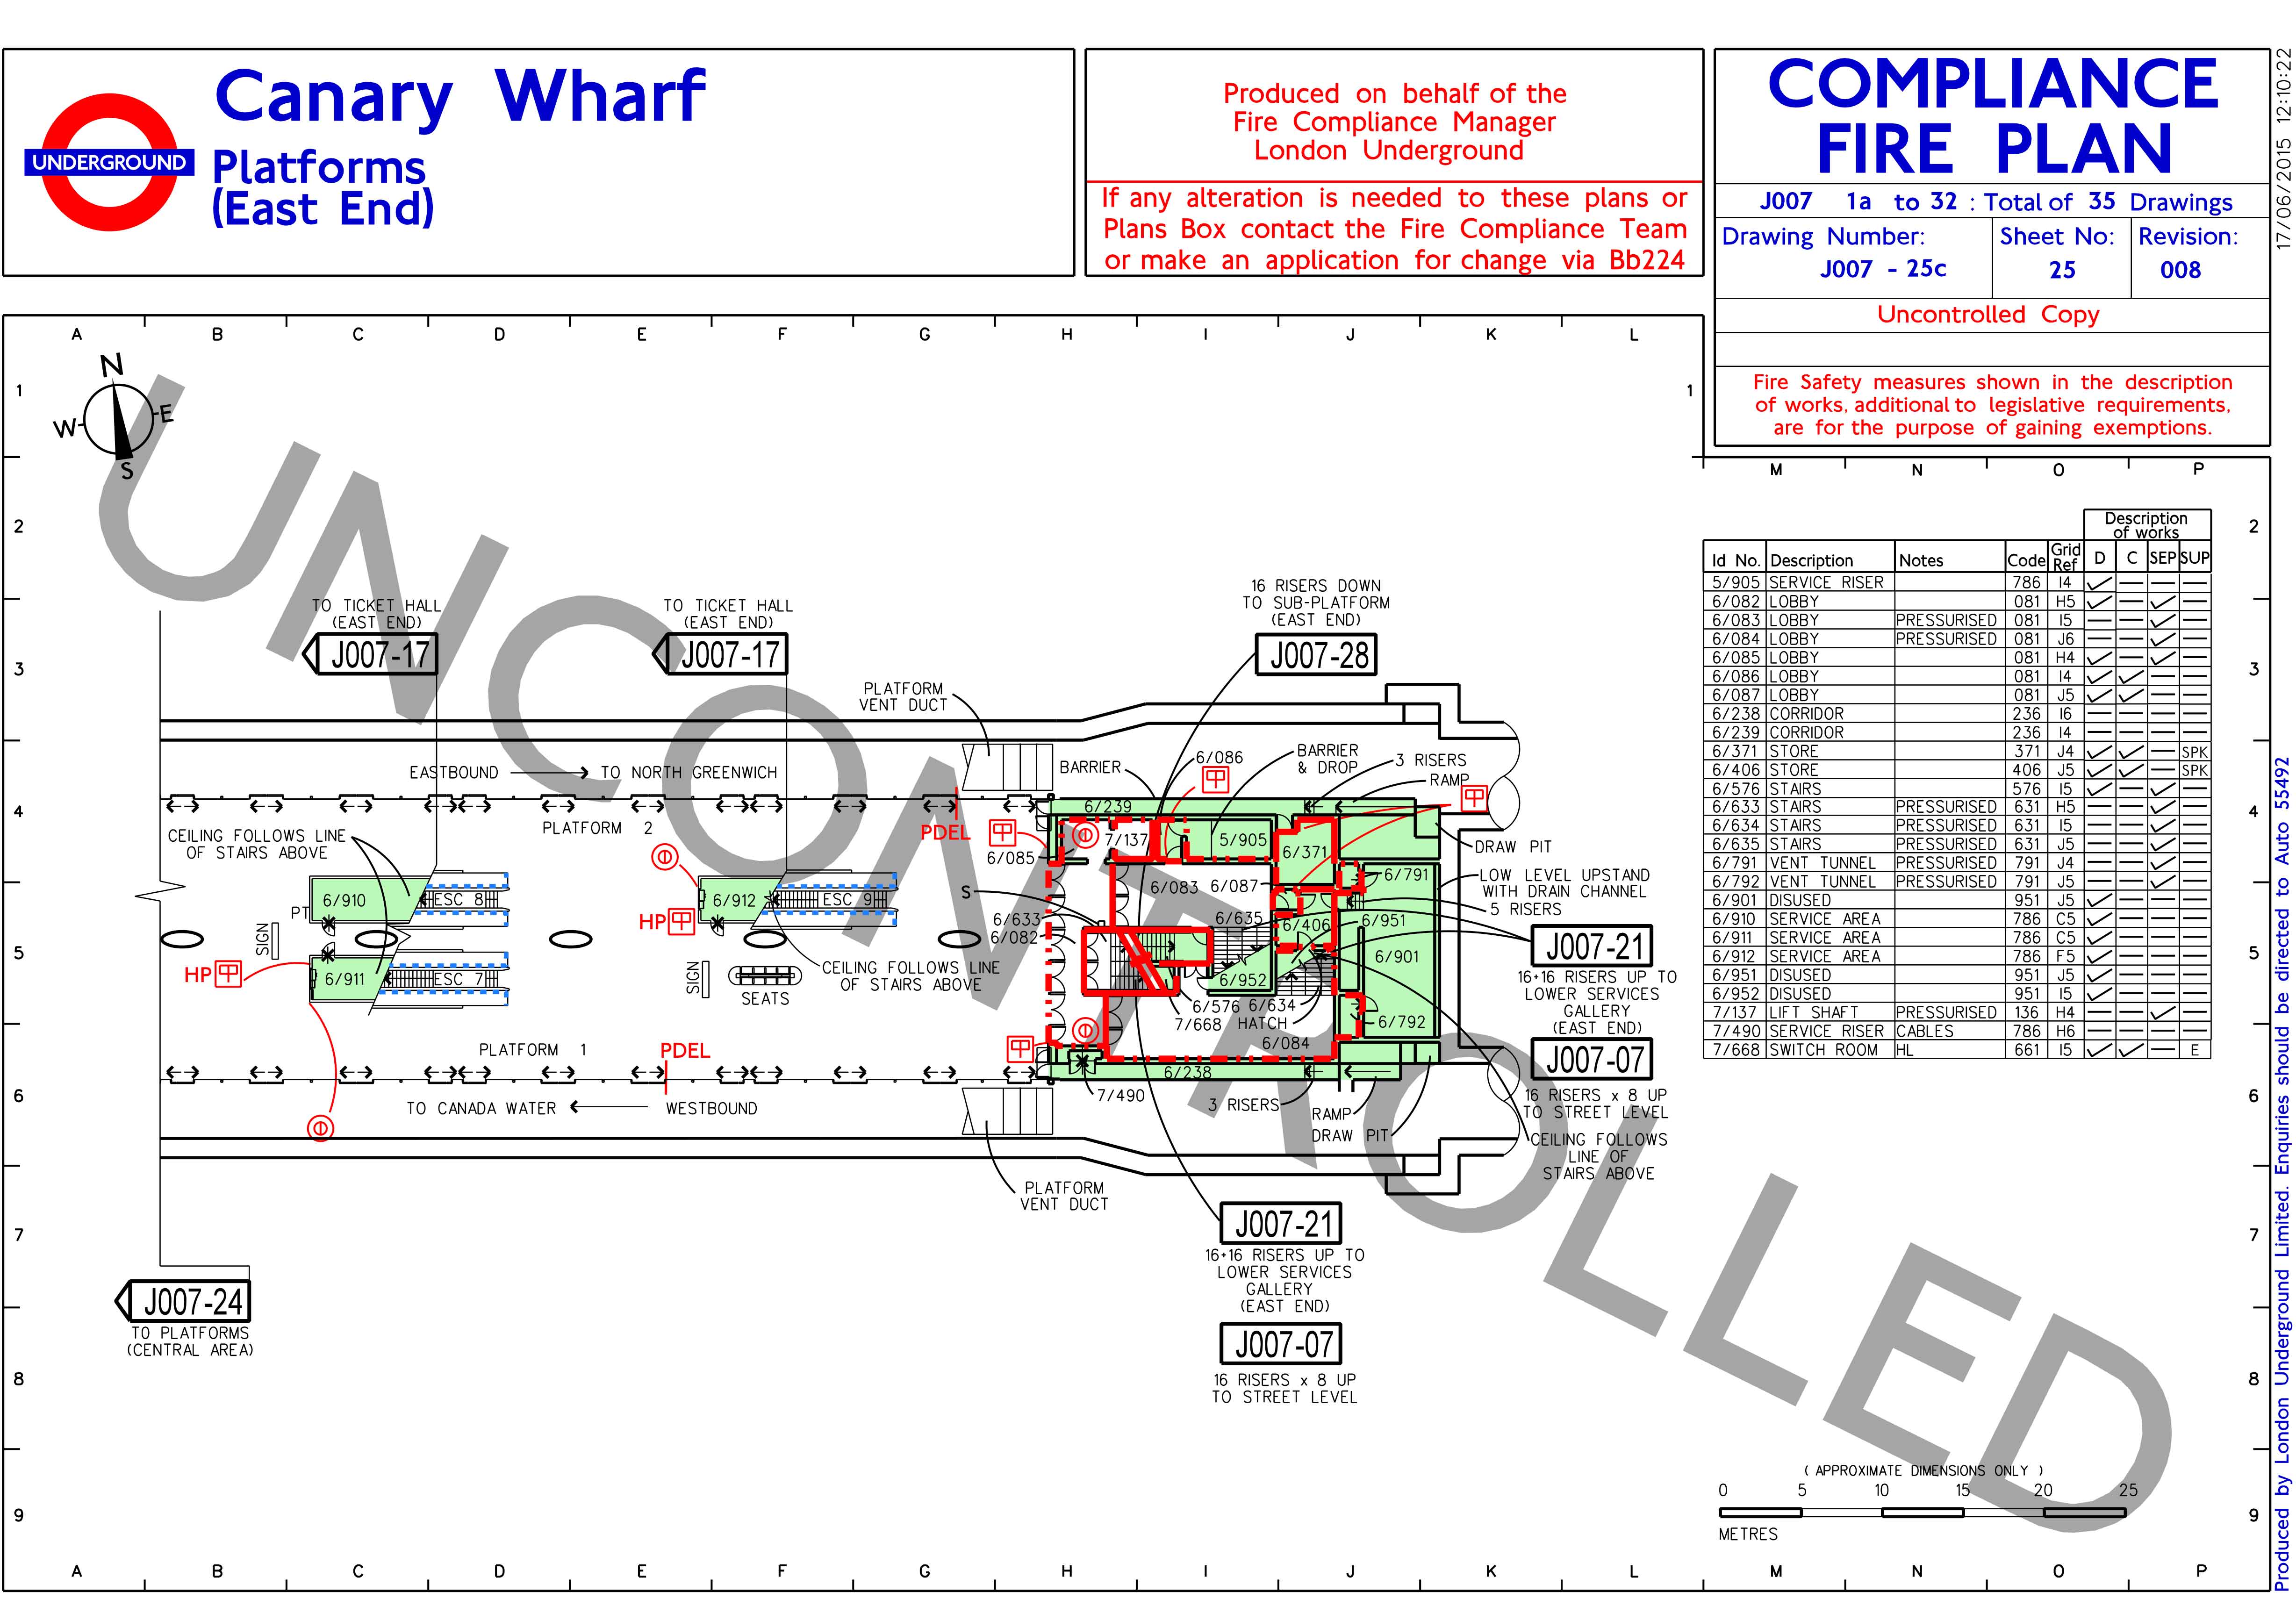 Canary Wharf
UNDERGROUND
Platforms
(East End)
Produced on behalf of the
Fire Compliance Manager
London Underground
If any alteration is needed to these plans or
Plans Box contact the Fire Compliance Team
or make an application for change via Bb224
COMPLIANCE
FIRE PLAN
J007 1a to 32 : Total of 35 Drawings
Drawing Number:
J007 - 25c
Sheet No:
25
Revision:
008
Uncontrolled Copy
Fire Safety measures shown in the description
of works, additional to legislative requirements,
are for the purpose of gaining exemptions.
17/06/2015 12:10:22
A B C D E F G H I J K L
M N O P
1 1
2 2
3 3
4 4
5 5
6 6
7 7
8 8
9 9
N
W E
S
UNCONTROLLED
TO TICKET HALL
(EAST END)
J007-17
TO TICKET HALL
(EAST END)
J007-17
16 RISERS DOWN
TO SUB-PLATFORM
(EAST END)
J007-28
PLATFORM
VENT DUCT
EASTBOUND TO NORTH GREENWICH
BARRIER
6/086
BARRIER
& DROP
3 RISERS
RAMP
6/239
PLATFORM 2
PDEL
CEILING FOLLOWS LINE
OF STAIRS ABOVE
6/085
7/137
5/905
6/371
DRAW PIT
6/083
6/087
6/791
LOW LEVEL UPSTAND
WITH DRAIN CHANNEL
5 RISERS
6/910
ESC 8
PT
SIGN
6/912
ESC 9
HP
S
6/633
6/082
6/635
6/406
6/951
J007-21
16+16 RISERS UP TO
LOWER SERVICES
GALLERY
(EAST END)
HP
6/911
ESC 7
SIGN
SEATS
CEILING FOLLOWS LINE
OF STAIRS ABOVE
6/952
6/901
6/576
6/634
7/668
HATCH
6/792
6/084
J007-07
16 RISERS x 8 UP
TO STREET LEVEL
PLATFORM 1
PDEL
6/238
7/490
3 RISERS
RAMP
DRAW PIT
TO CANADA WATER WESTBOUND
CEILING FOLLOWS
LINE OF
STAIRS ABOVE
PLATFORM
VENT DUCT
J007-21
16+16 RISERS UP TO
LOWER SERVICES
GALLERY
(EAST END)
J007-07
16 RISERS x 8 UP
TO STREET LEVEL
J007-24
TO PLATFORMS
(CENTRAL AREA)
Description
of works
Id No. Description Notes Code Grid Ref D C SEP SUP
5/905 SERVICE RISER 786 I4
6/082 LOBBY 081 H5
6/083 LOBBY PRESSURISED 081 I5
6/084 LOBBY PRESSURISED 081 J6
6/085 LOBBY 081 H4
6/086 LOBBY 081 I4
6/087 LOBBY 081 J5
6/238 CORRIDOR 236 I6
6/239 CORRIDOR 236 I4
6/371 STORE 371 J4 SPK
6/406 STORE 406 J5 SPK
6/576 STAIRS 576 I5
6/633 STAIRS PRESSURISED 631 H5
6/634 STAIRS PRESSURISED 631 I5
6/635 STAIRS PRESSURISED 631 J5
6/791 VENT TUNNEL PRESSURISED 791 J4
6/792 VENT TUNNEL PRESSURISED 791 J5
6/901 DISUSED 951 J5
6/910 SERVICE AREA 786 C5
6/911 SERVICE AREA 786 C5
6/912 SERVICE AREA 786 F5
6/951 DISUSED 951 J5
6/952 DISUSED 951 I5
7/137 LIFT SHAFT PRESSURISED 136 H4
7/490 SERVICE RISER CABLES 786 H6
7/668 SWITCH ROOM HL 661 I5 E
( APPROXIMATE DIMENSIONS ONLY )
0 5 10 15 20 25
METRES
A B C D E F G H I J K L M N O P
Produced by London Underground Limited. Enquiries should be directed to Auto 55492